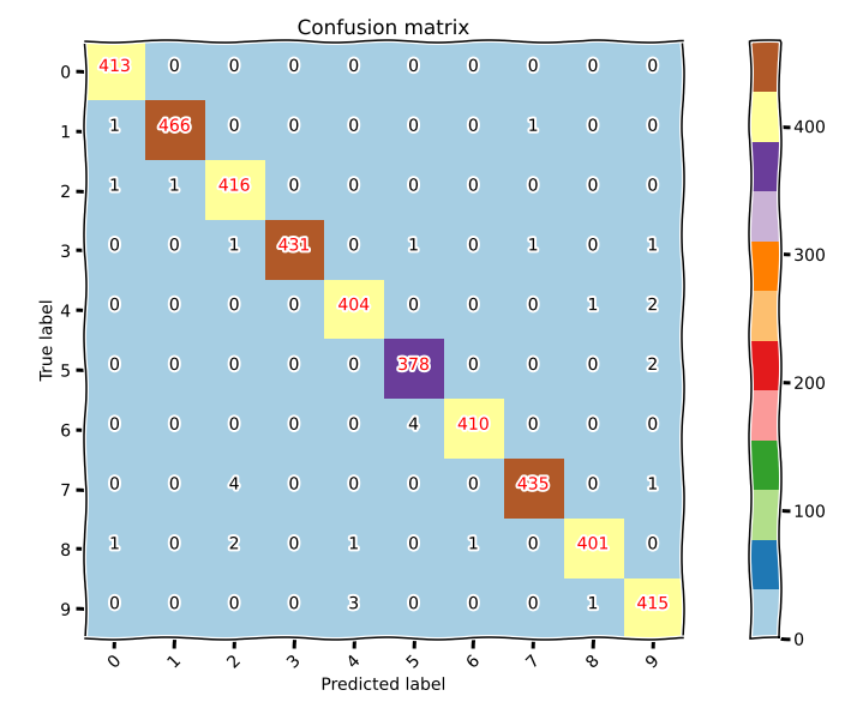 Confusion matrix
0 413 0 0 0 0 0 0 0 0 0
1 1 466 0 0 0 0 0 1 0 0
2 1 1 416 0 0 0 0 0 0 0
3 0 0 1 431 0 1 0 1 0 1
4 0 0 0 0 404 0 0 0 1 2
5 0 0 0 0 0 378 0 0 0 2
6 0 0 0 0 0 4 410 0 0 0
7 0 0 4 0 0 0 0 435 0 1
8 1 0 2 0 1 0 1 0 401 0
9 0 0 0 0 3 0 0 0 1 415
0 1 2 3 4 5 6 7 8 9
True label
Predicted label
400
300
200
100
0